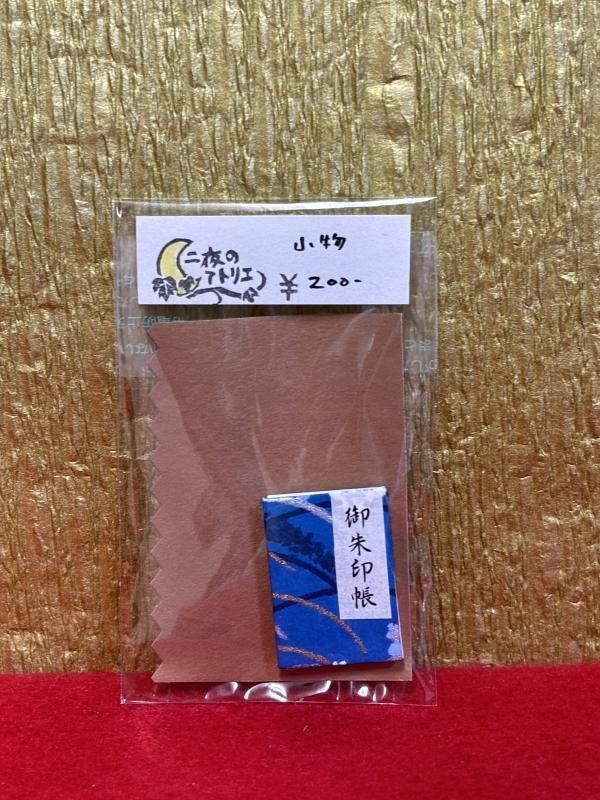 二夜の
アトリエ
小物
¥200-
御朱印帳